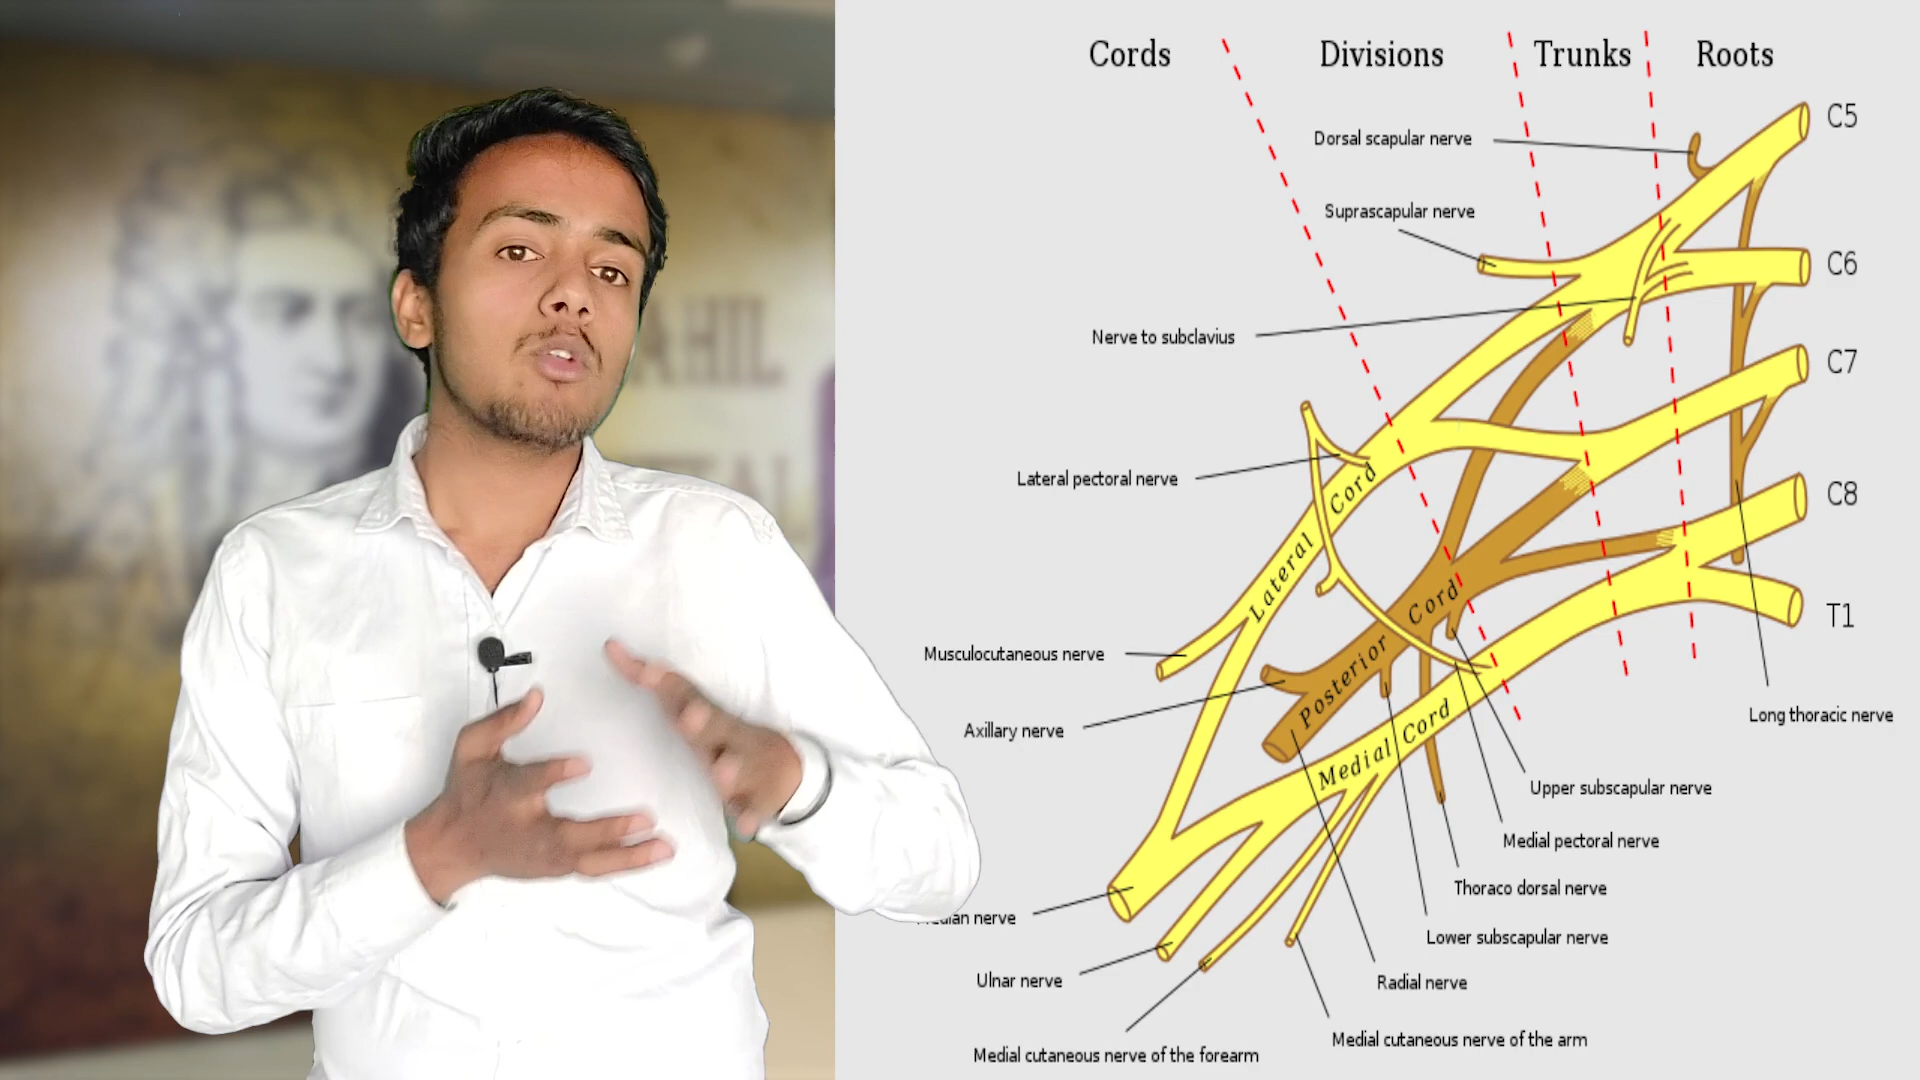 AHIL
Cords
Divisions
Trunks
Roots
C5
Dorsal scapular nerve
Suprascapular nerve
C6
Nerve to subclavius
C7
Lateral pectoral nerve
C8
Lateral Cord
Posterior Cord
T1
Musculocutaneous nerve
Axillary nerve
Medial Cord
Long thoracic nerve
Upper subscapular nerve
Medial pectoral nerve
Thoraco dorsal nerve
nerve
Lower subscapular nerve
Ulnar nerve
Radial nerve
Medial cutaneous nerve of the arm
Medial cutaneous nerve of the forearm